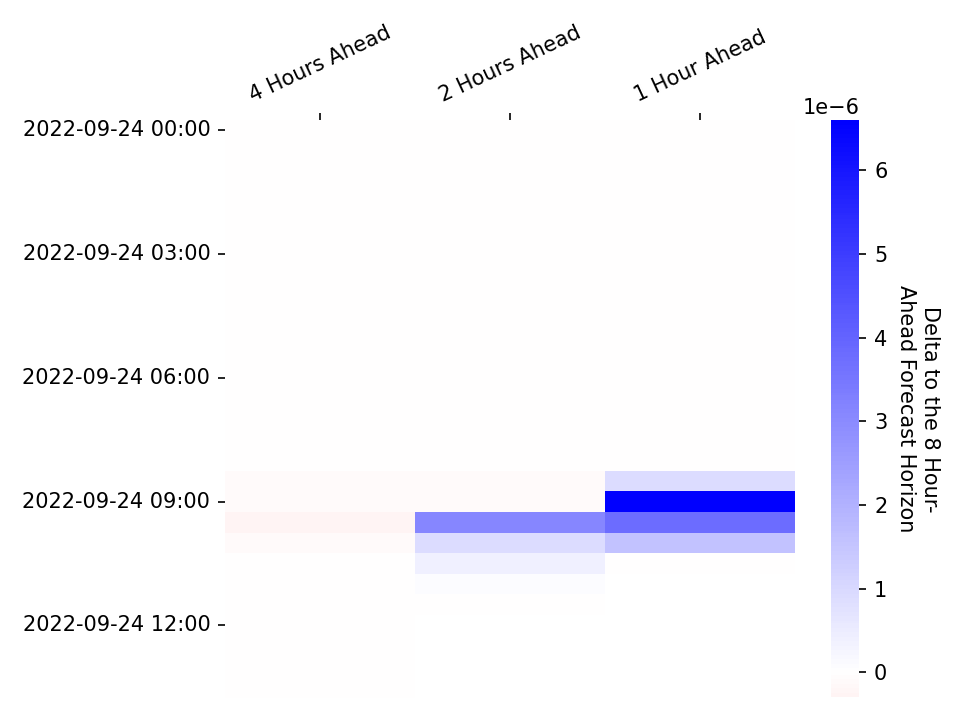 4 Hours Ahead
2 Hours Ahead
1 Hour Ahead
1e−6
2022-09-24 00:00
2022-09-24 03:00
2022-09-24 06:00
2022-09-24 09:00
2022-09-24 12:00
6
5
4
3
2
1
0
Delta to the 8 Hour-
Ahead Forecast Horizon